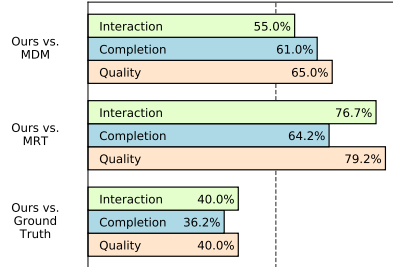 Ours vs.
MDM
Interaction 55.0%
Completion 61.0%
Quality 65.0%
Ours vs.
MRT
Interaction 76.7%
Completion 64.2%
Quality 79.2%
Ours vs.
Ground
Truth
Interaction 40.0%
Completion 36.2%
Quality 40.0%